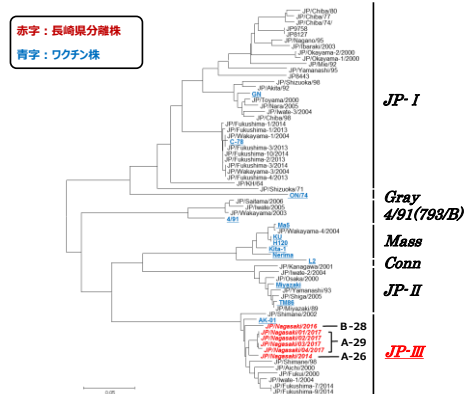 赤字：長崎県分離株
青字：ワクチン株
JP/Chiba/80
JP/Chiba/77
JP/Chiba/74/
JP9758
JP8127
JP/Nagano/95
JP/Ibaraki/2003
JP/Okayama-2/2000
JP/Okayama-1/2000
JP/Mie/92
JP/Yamanashi/95
JP8443
JP/Shizuoka/98
JP/Akita/92
GN
JP/Toyama/2000
JP/Nara/2005
JP/Iwate-3/2004
JP/Chiba/98
JP/Fukushima-1/2014
JP/Fukushima-1/2013
JP/Wakayama-1/2004
C-78
JP/Fukushima-3/2013
JP/Fukushima-10/2014
JP/Fukushima-2/2013
JP/Fukushima-3/2014
JP/Wakayama-3/2004
JP/Fukushima-4/2013
JP/KH/64
JP/Shizuoka/71
ON/74
JP/Saitama/2006
JP/Iwate/2005
JP/Wakayama/2003
4/91
Ma5
JP/Wakayama-4/2004
KU
H120
Kita-1
Nerima
L2
JP/Kanagawa/2001
JP/Iwate-2/2004
JP/Osaka/2000
Miyazaki
JP/Yamanashi/93
JP/Shiga/2005
TM86
JP/Miyazaki/89
JP/Shimane/2002
AK-01
JP/Nagasaki/2016
JP/Nagasaki/01/2017
JP/Nagasaki/02/2017
JP/Nagasaki/03/2017
JP/Nagasaki/04/2017
JP/Nagasaki/2014
JP/Shimane/98
JP/Aichi/2000
JP/Fukui/2000
JP/Iwate-1/2004
JP/Fukushima-7/2014
JP/Fukushima-9/2014
B-28
A-29
A-26
JP-Ⅰ
Gray
4/91(793/B)
Mass
Conn
JP-Ⅱ
JP-Ⅲ
0.05